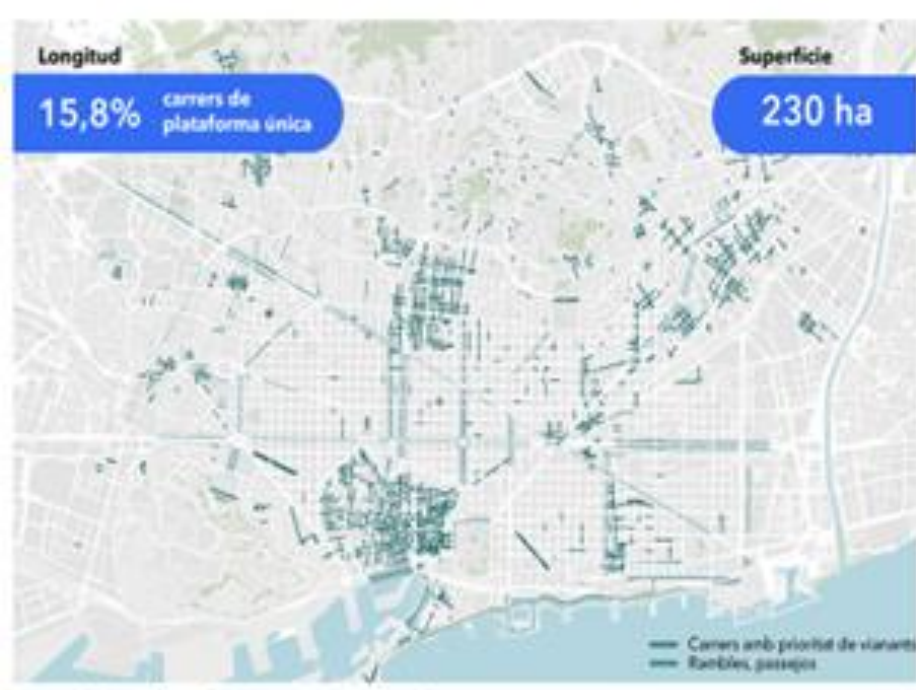 Longitud
15,8%
carrers de
plataforma única
Superfície
230 ha
Carrers amb prioritat de vianants
Rambles, passejos